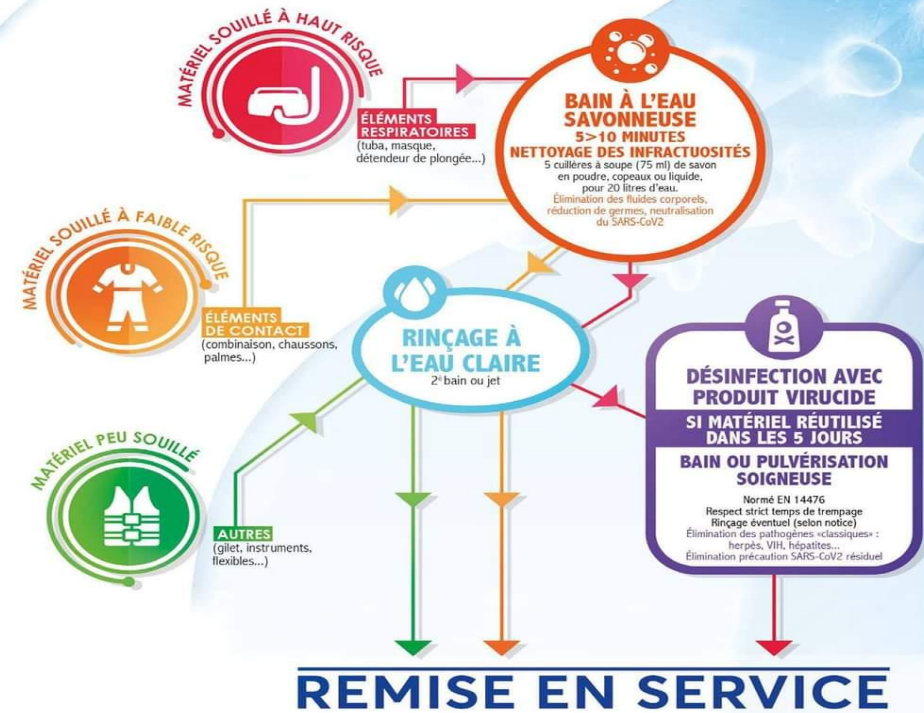 MATÉRIEL SOUILLÉ À HAUT RISQUE
ÉLÉMENTS
RESPIRATOIRES
(tuba, masque,
détendeur de plongée...)
BAIN À L'EAU
SAVONNEUSE
5>10 MINUTES
NETTOYAGE DES INFRACTUOSITÉS
5 cuillères à soupe (75 ml) de savon
en poudre, copeaux ou liquide,
pour 20 litres d'eau.
Élimination des fluides corporels,
réduction de germes, neutralisation
du SARS-CoV2
MATÉRIEL SOUILLÉ À FAIBLE RISQUE
ÉLÉMENTS
DE CONTACT
(combinaison, chaussons,
palmes...)
RINÇAGE À
L'EAU CLAIRE
2e bain ou jet
DÉSINFECTION AVEC
PRODUIT VIRUCIDE
SI MATÉRIEL RÉUTILISÉ
DANS LES 5 JOURS
BAIN OU PULVÉRISATION
SOIGNEUSE
Normé EN 14476
Respect strict temps de trempage
Rinçage éventuel (selon notice)
Élimination des pathogènes «classiques» :
herpès, VIH, hépatites...
Élimination précaution SARS-CoV2 résiduel
MATÉRIEL PEU SOUILLÉ
AUTRES
(gilet, instruments,
flexibles...)
REMISE EN SERVICE